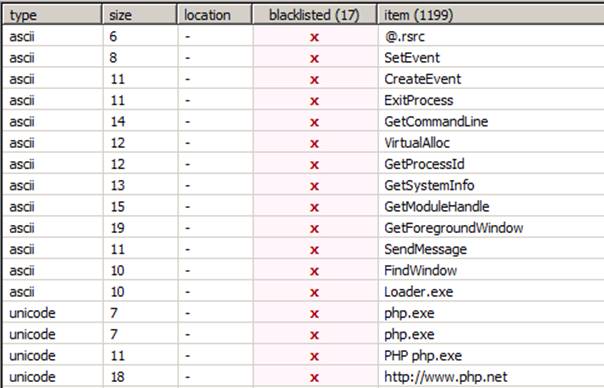 type size location blacklisted (17) item (1199)
ascii 6 - x @.rsrc
ascii 8 - x SetEvent
ascii 11 - x CreateEvent
ascii 11 - x ExitProcess
ascii 14 - x GetCommandLine
ascii 12 - x VirtualAlloc
ascii 12 - x GetProcessId
ascii 13 - x GetSystemInfo
ascii 15 - x GetModuleHandle
ascii 19 - x GetForegroundWindow
ascii 11 - x SendMessage
ascii 10 - x FindWindow
ascii 10 - x Loader.exe
unicode 7 - x php.exe
unicode 7 - x php.exe
unicode 11 - x PHP php.exe
unicode 18 - x http://www.php.net